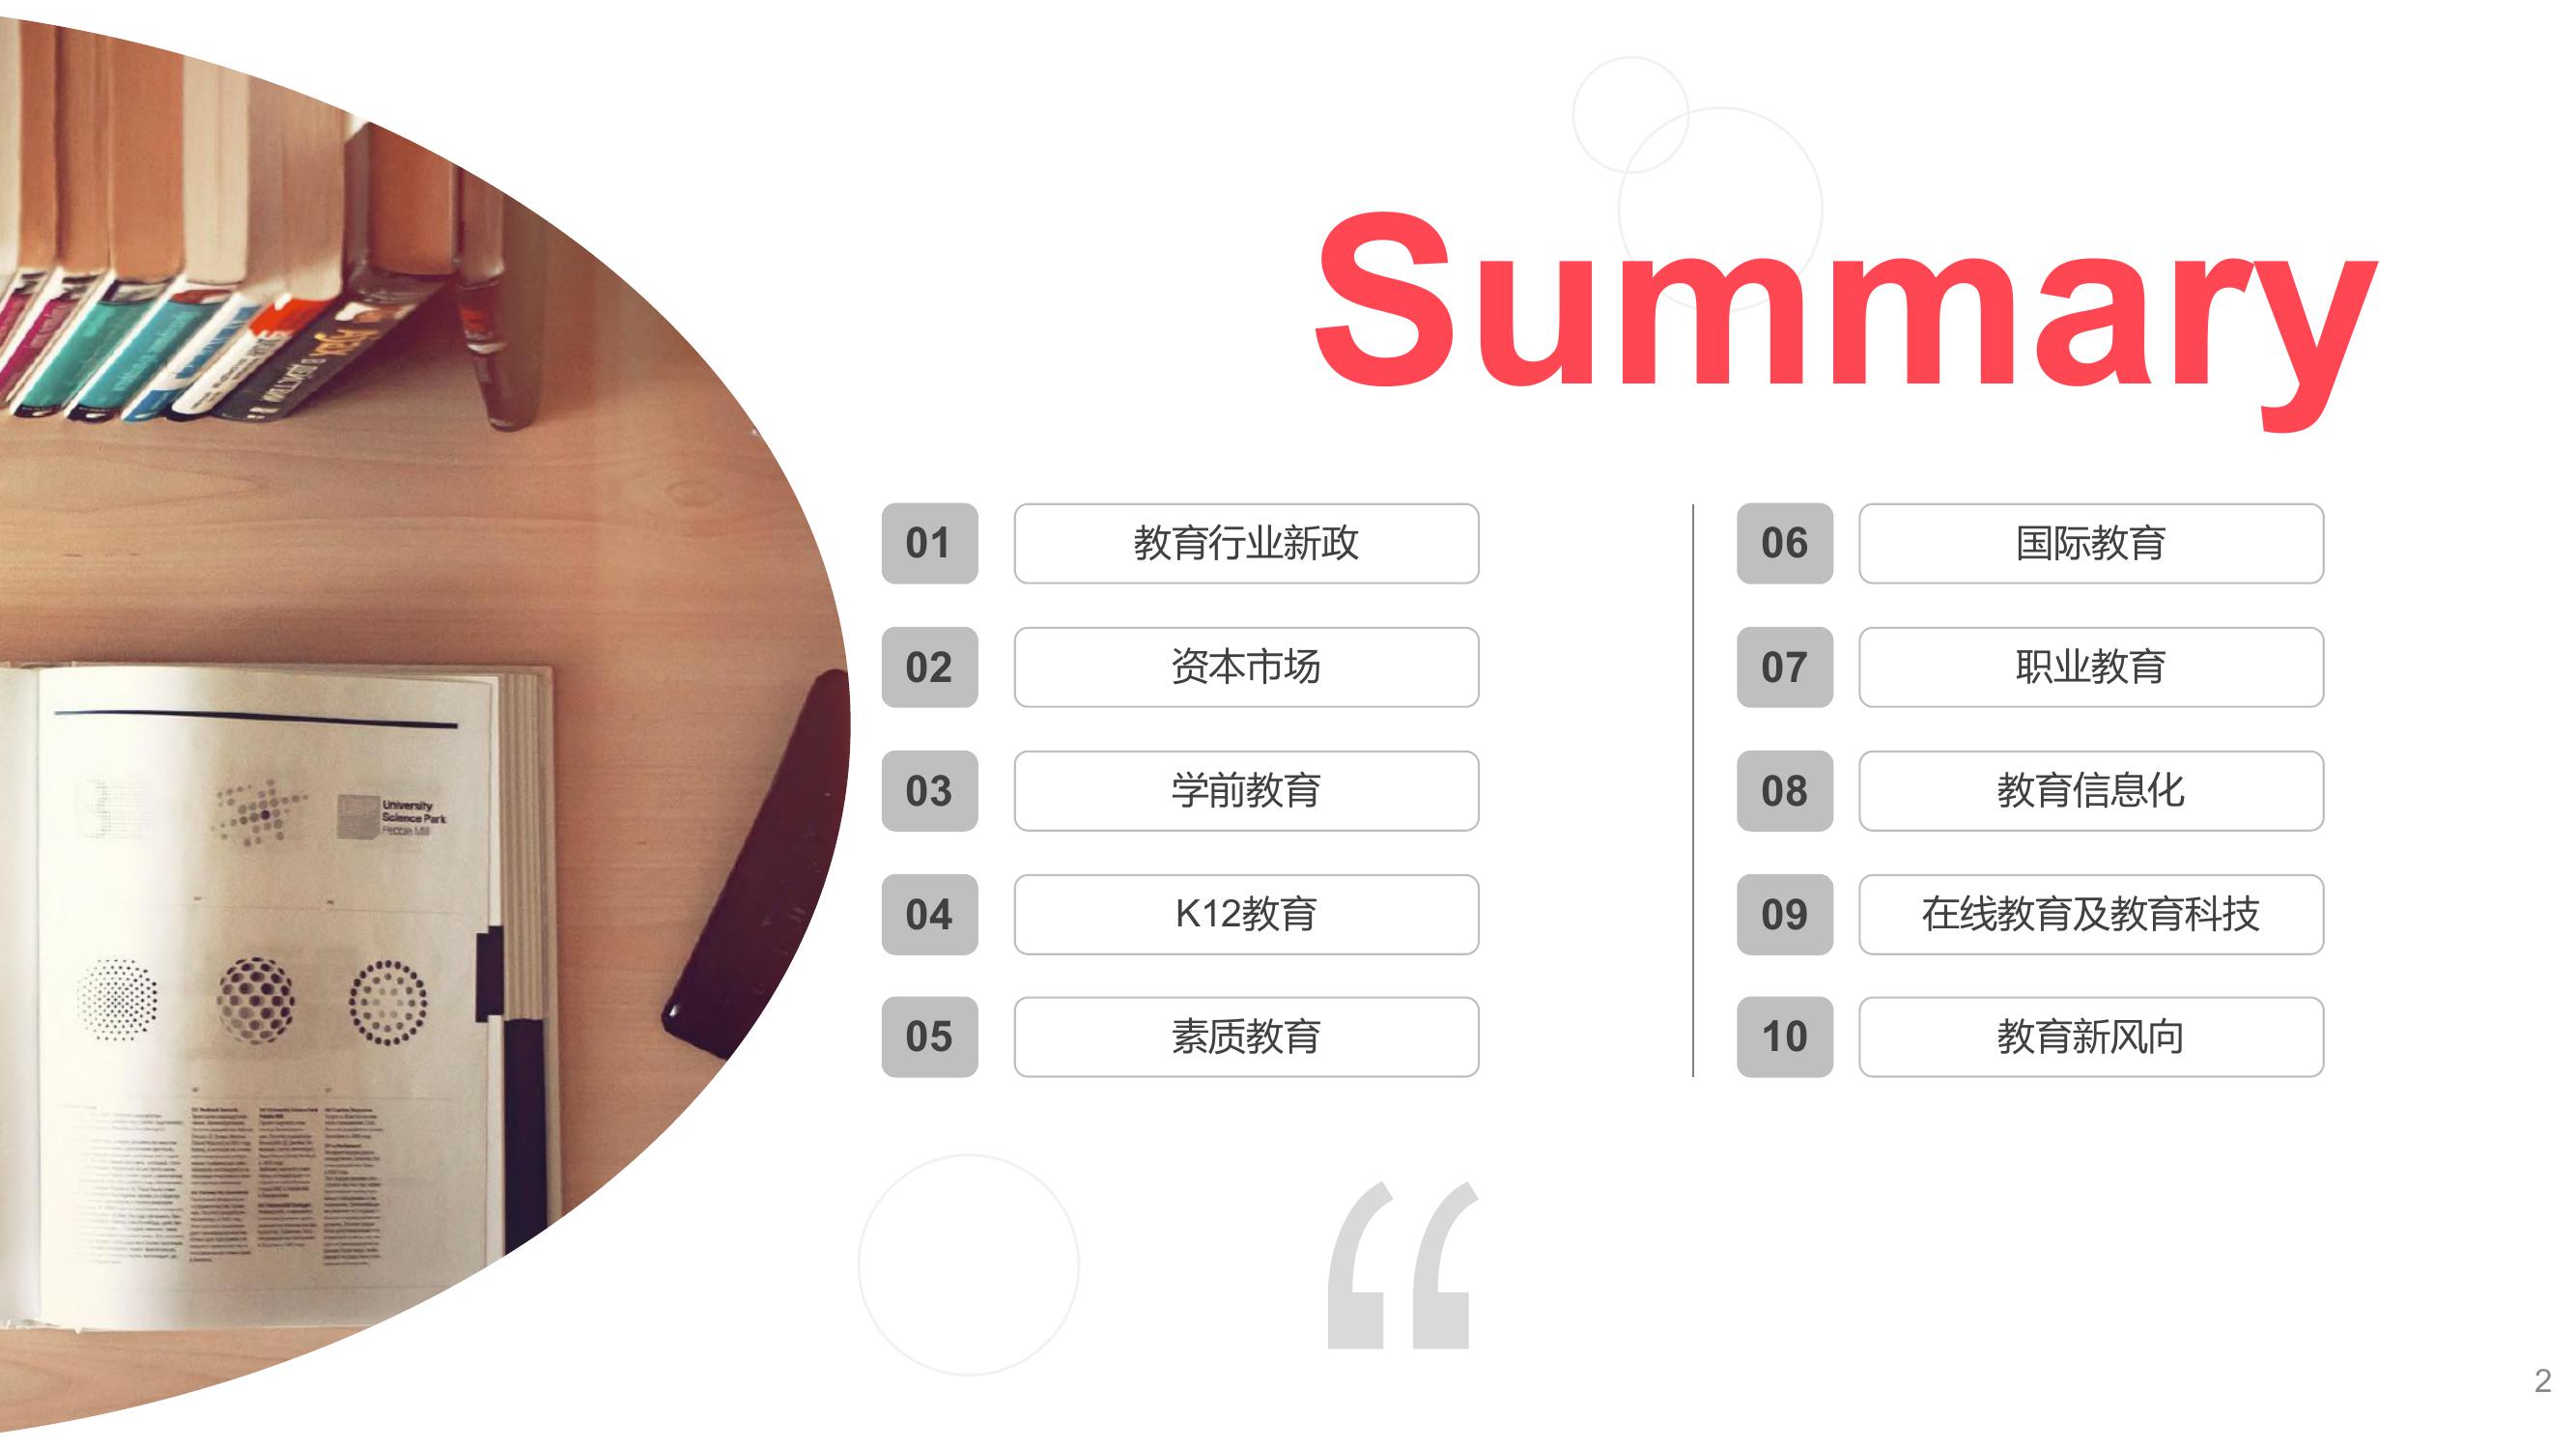 Summary
01 教育行业新政
02 资本市场
03 学前教育
04 K12教育
05 素质教育
06 国际教育
07 职业教育
08 教育信息化
09 在线教育及教育科技
10 教育新风向
University
Science Park
Pebble Mill
“
2